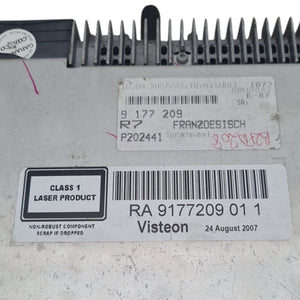 9 177 209
R7 FRANZOESISCH
P202441 Sprachpaket
CLASS 1
LASER PRODUCT
NON-ROBUST COMPONENT
SCRAP IF DROPPED
RA 9177209 01 1
Visteon 24 August 2007